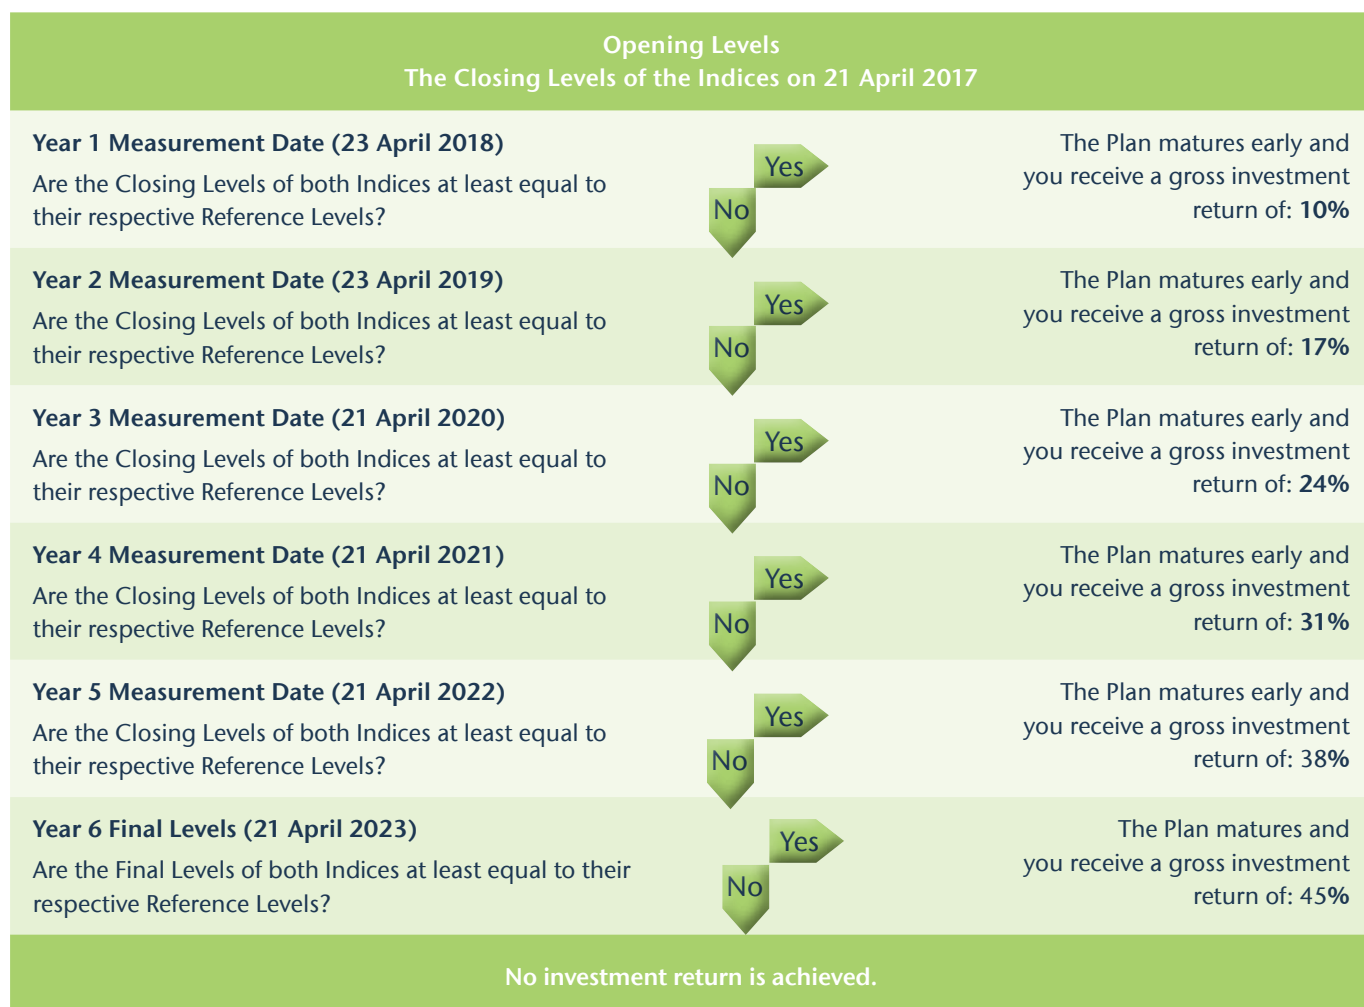 Opening Levels
The Closing Levels of the Indices on 21 April 2017
Year 1 Measurement Date (23 April 2018)
Are the Closing Levels of both Indices at least equal to
their respective Reference Levels?
Yes
No
The Plan matures early and
you receive a gross investment
return of: 10%
Year 2 Measurement Date (23 April 2019)
Are the Closing Levels of both Indices at least equal to
their respective Reference Levels?
Yes
No
The Plan matures early and
you receive a gross investment
return of: 17%
Year 3 Measurement Date (21 April 2020)
Are the Closing Levels of both Indices at least equal to
their respective Reference Levels?
Yes
No
The Plan matures early and
you receive a gross investment
return of: 24%
Year 4 Measurement Date (21 April 2021)
Are the Closing Levels of both Indices at least equal to
their respective Reference Levels?
Yes
No
The Plan matures early and
you receive a gross investment
return of: 31%
Year 5 Measurement Date (21 April 2022)
Are the Closing Levels of both Indices at least equal to
their respective Reference Levels?
Yes
No
The Plan matures early and
you receive a gross investment
return of: 38%
Year 6 Final Levels (21 April 2023)
Are the Final Levels of both Indices at least equal to their
respective Reference Levels?
Yes
No
The Plan matures and
you receive a gross investment
return of: 45%
No investment return is achieved.